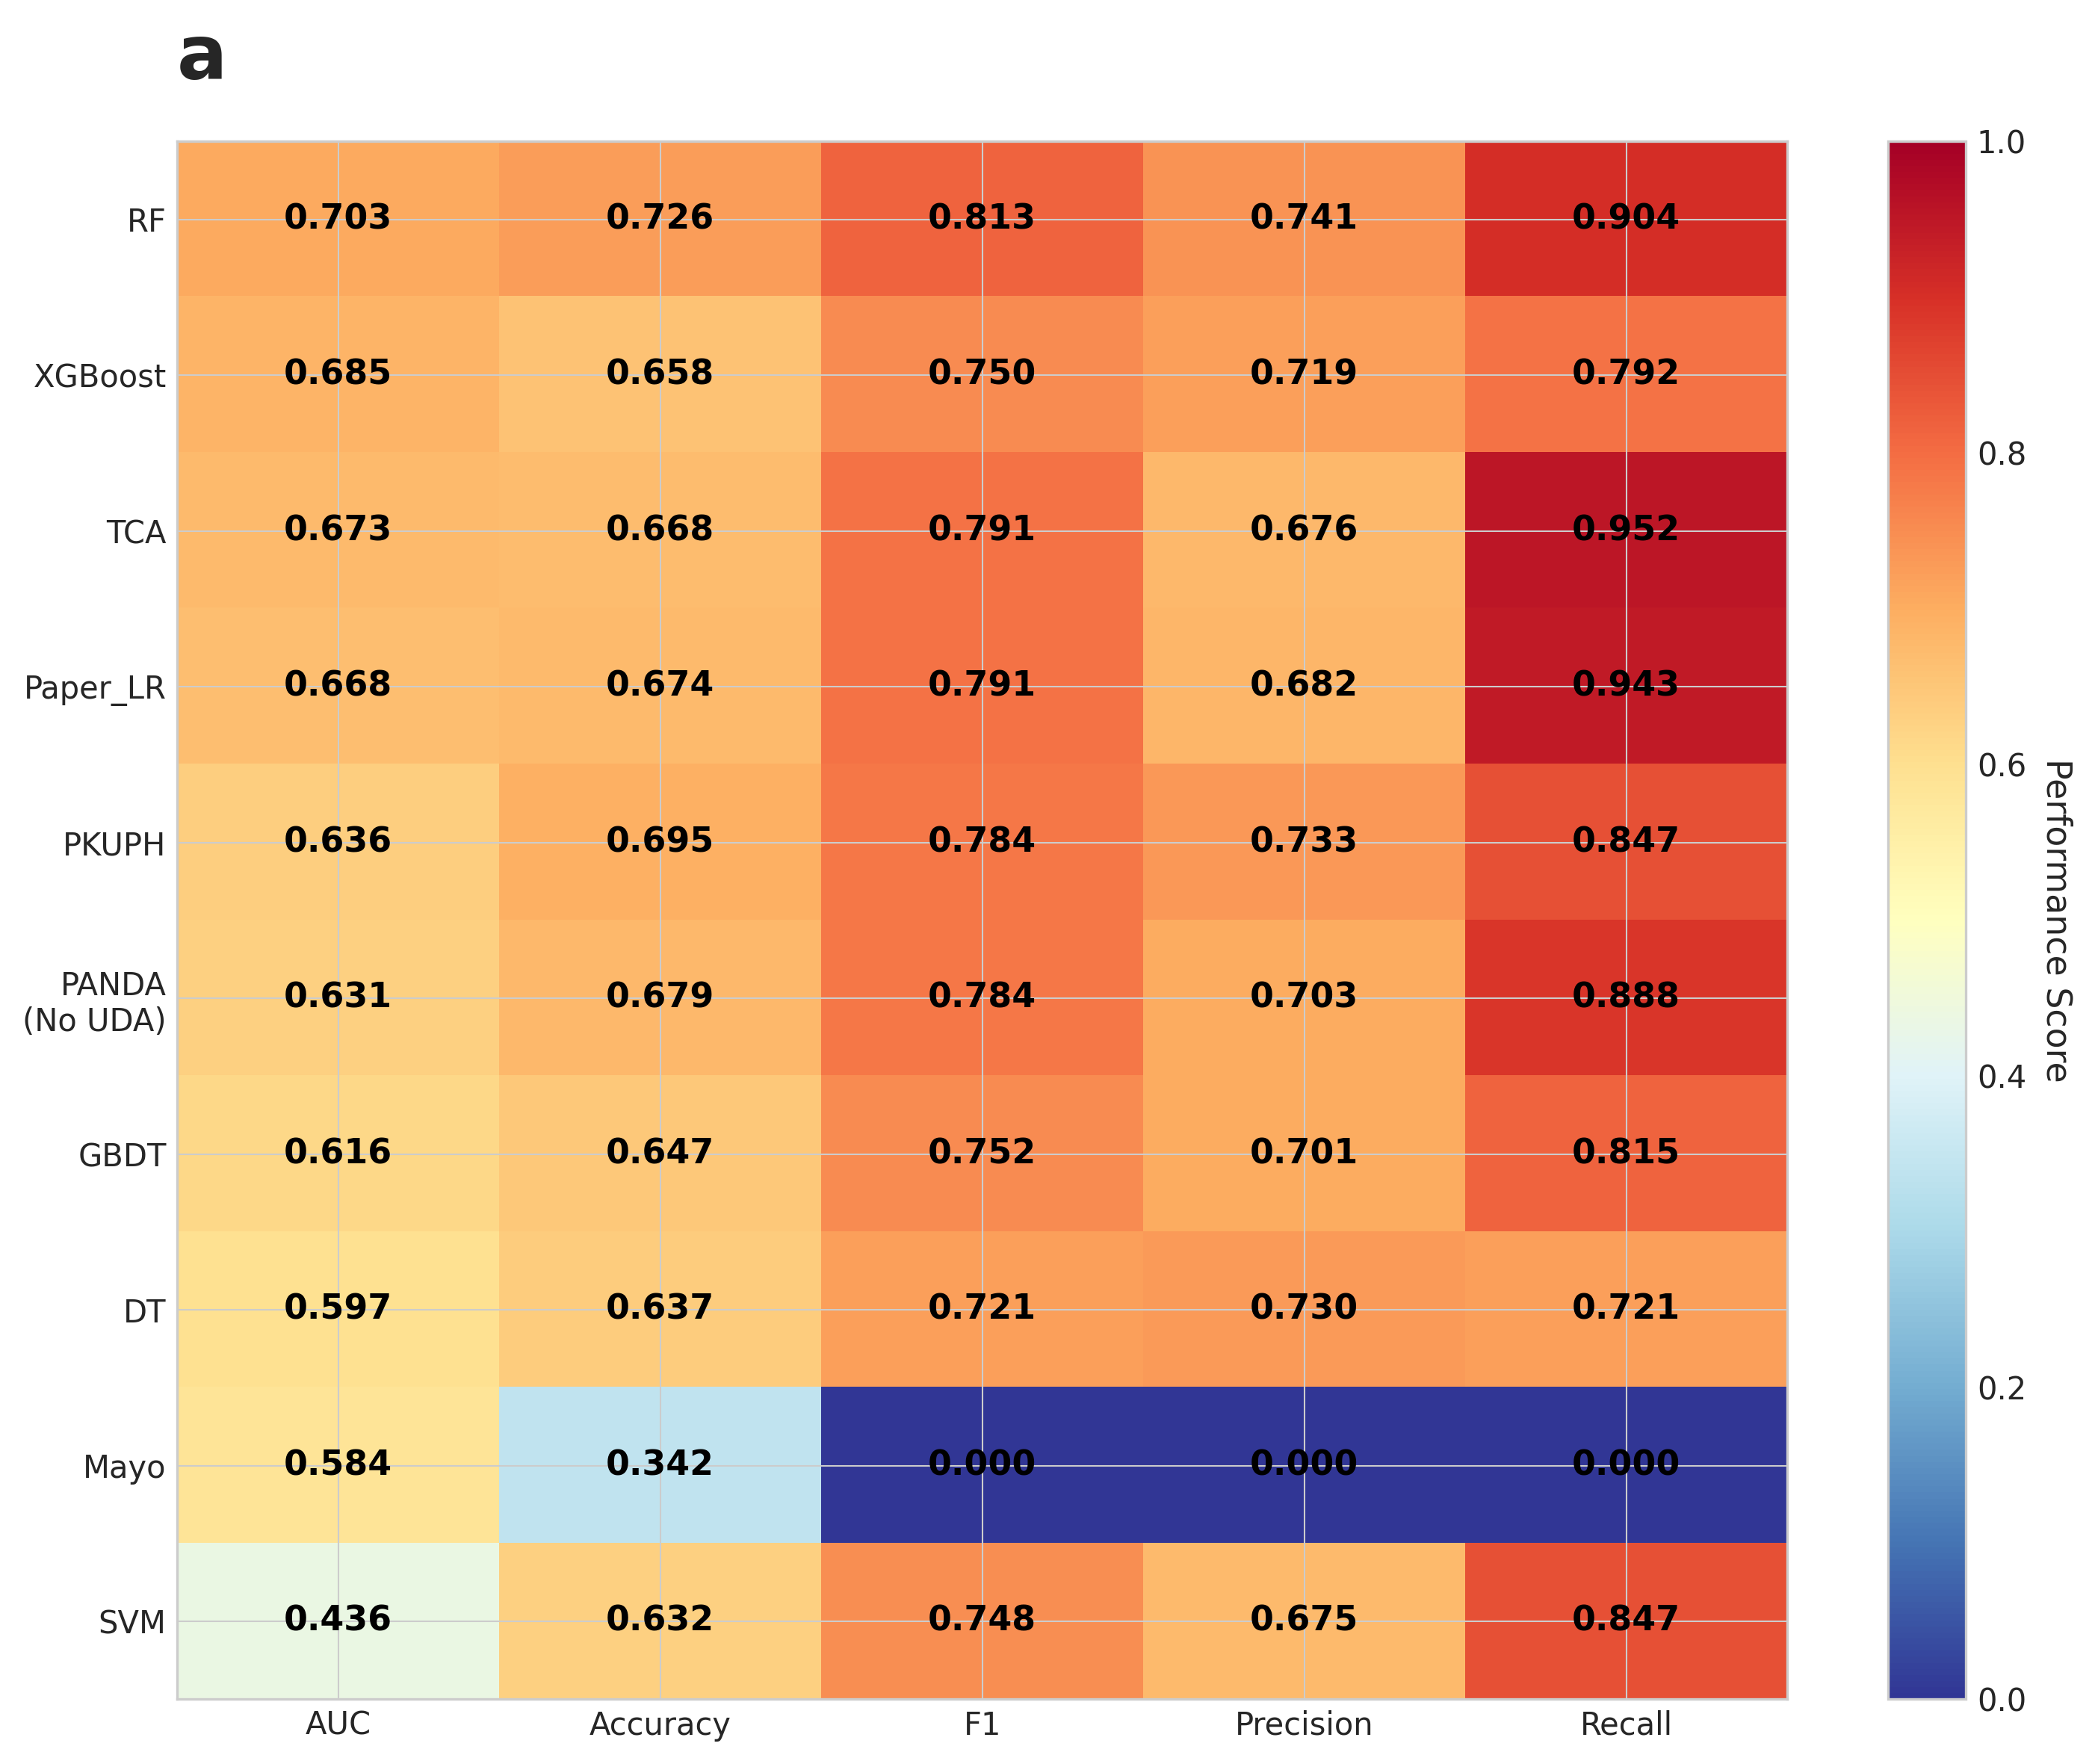 a
RF 0.703 0.726 0.813 0.741 0.904
XGBoost 0.685 0.658 0.750 0.719 0.792
TCA 0.673 0.668 0.791 0.676 0.952
Paper_LR 0.668 0.674 0.791 0.682 0.943
PKUPH 0.636 0.695 0.784 0.733 0.847
PANDA
(No UDA) 0.631 0.679 0.784 0.703 0.888
GBDT 0.616 0.647 0.752 0.701 0.815
DT 0.597 0.637 0.721 0.730 0.721
Mayo 0.584 0.342 0.000 0.000 0.000
SVM 0.436 0.632 0.748 0.675 0.847
AUC Accuracy F1 Precision Recall
1.0
0.8
0.6
0.4
0.2
0.0
Performance Score